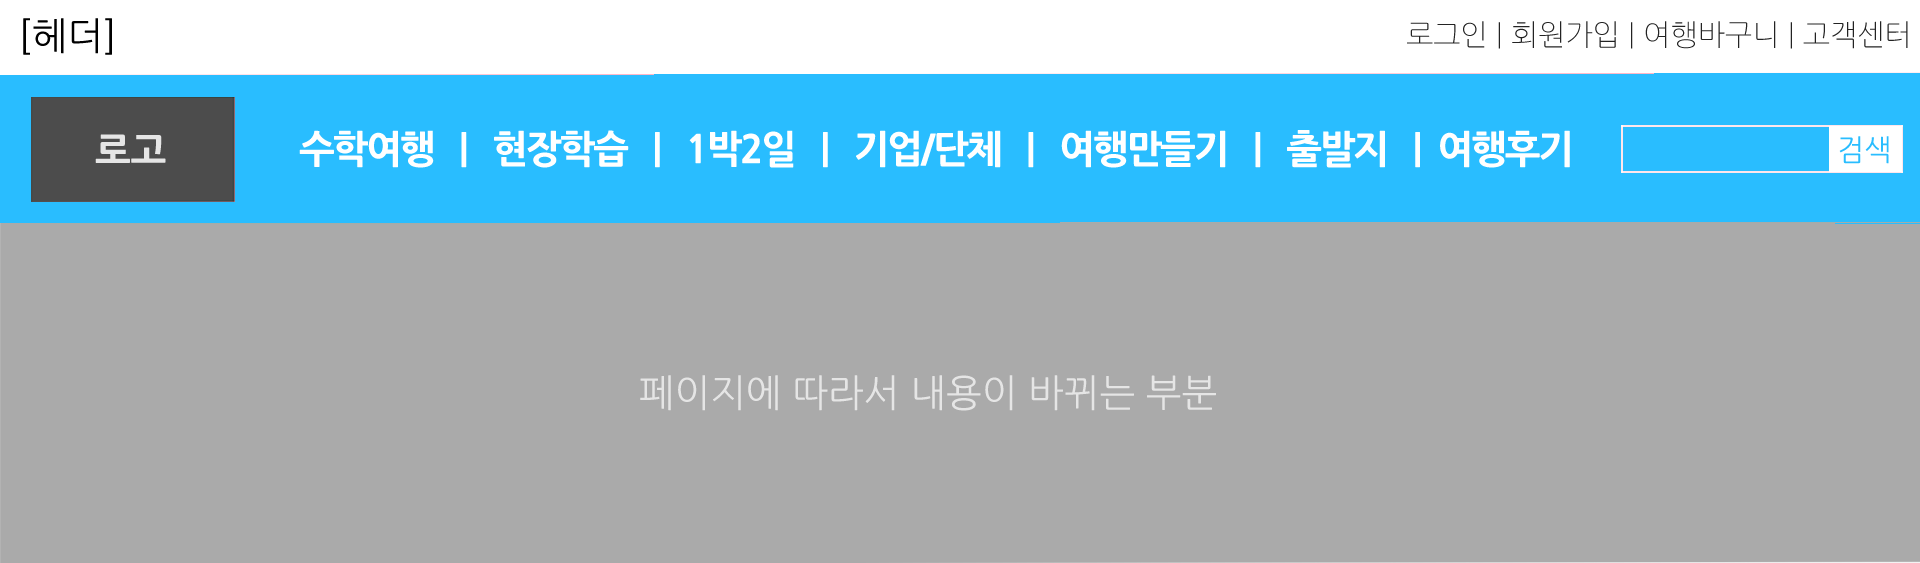 [헤더]
로그인 | 회원가입 | 여행바구니 | 고객센터
로고
수학여행 | 현장학습 | 1박2일 | 기업/단체 | 여행만들기 | 출발지 | 여행후기
검색
페이지에 따라서 내용이 바뀌는 부분